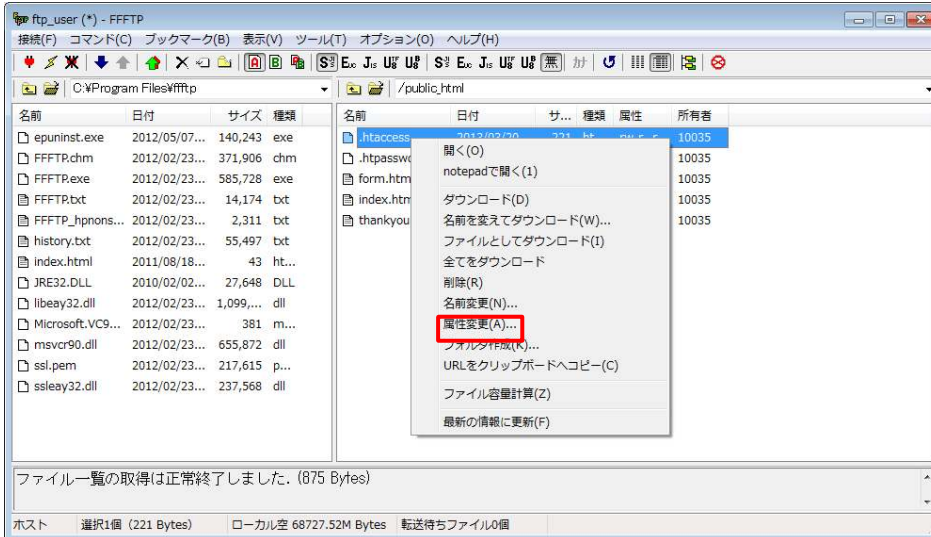 ftp_user (*) - FFFTP
接続(F) コマンド(C) ブックマーク(B) 表示(V) ツール(T) オプション(O) ヘルプ(H)
C:¥Program Files¥ffftp
/public_html
名前 日付 サイズ 種類
epuninst.exe 2012/05/07... 140,243 exe
FFFTP.chm 2012/02/23... 371,906 chm
FFFTP.exe 2012/02/23... 585,728 exe
FFFTP.txt 2012/02/23... 14,174 txt
FFFTP_hpnons... 2012/02/23... 2,311 txt
history.txt 2012/02/23... 55,497 txt
index.html 2011/08/18... 43 ht...
JRE32.DLL 2010/02/02... 27,648 DLL
libeay32.dll 2012/02/23... 1,099,... dll
Microsoft.VC9... 2012/02/23... 381 m...
msvcr90.dll 2012/02/23... 655,872 dll
ssl.pem 2012/02/23... 217,615 p...
ssleay32.dll 2012/02/23... 237,568 dll
名前 日付 サ... 種類 属性 所有者
.htaccess 2012/03/20 221 ht 10035
.htpassw 10035
form.htm 10035
index.htm 10035
thankyou 10035
開く(O)
notepadで開く(1)
ダウンロード(D)
名前を変えてダウンロード(W)...
ファイルとしてダウンロード(I)
全てをダウンロード
削除(R)
名前変更(N)...
属性変更(A)...
フォルダ作成(K)...
URLをクリップボードへコピー(C)
ファイル容量計算(Z)
最新の情報に更新(F)
ファイル一覧の取得は正常終了しました. (875 Bytes)
ホスト 選択1個 (221 Bytes) ローカル空 68727.52M Bytes 転送待ちファイル0個